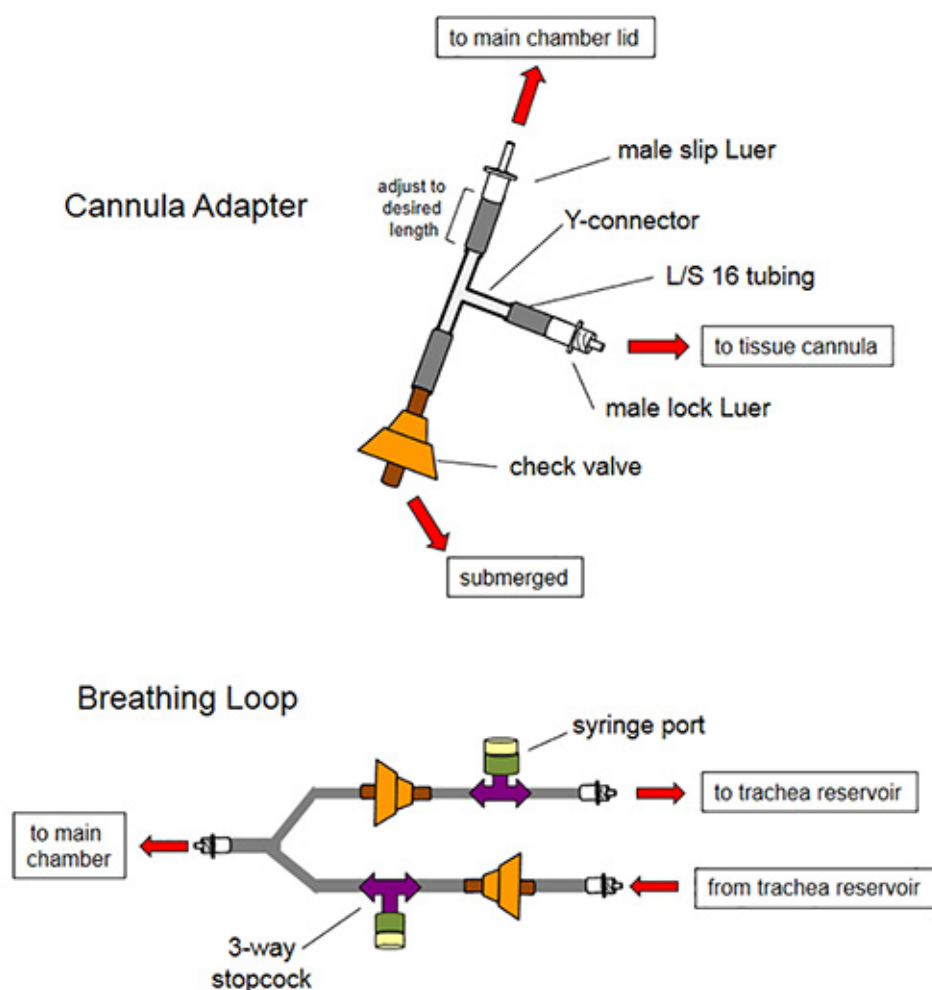 to main chamber lid
male slip Luer
adjust to
desired
length
Cannula Adapter
Y-connector
L/S 16 tubing
to tissue cannula
male lock Luer
check valve
submerged
Breathing Loop
syringe port
to trachea reservoir
to main
chamber
from trachea reservoir
3-way
stopcock